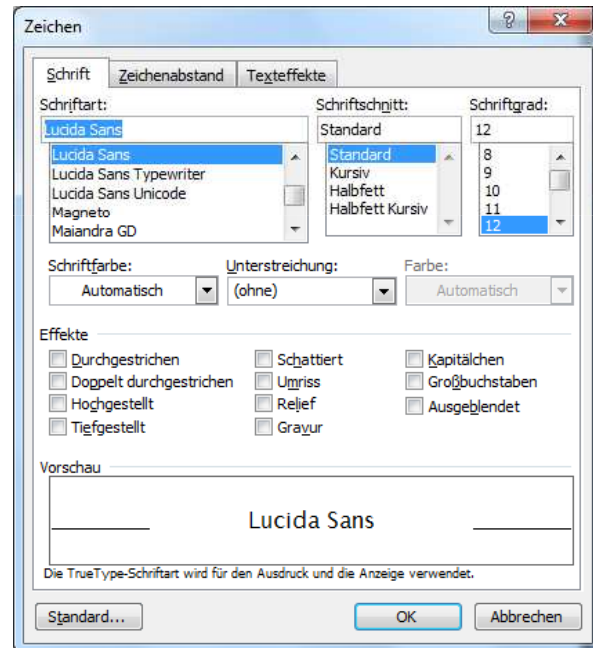 Zeichen
Schrift Zeichenabstand Texteffekte
Schriftart: Schriftschnitt: Schriftgrad:
Lucida Sans Standard 12
Lucida Sans Standard 8
Lucida Sans Typewriter Kursiv 9
Lucida Sans Unicode Halbfett 10
Magneto Halbfett Kursiv 11
Maiandra GD 12
Schriftfarbe: Unterstreichung: Farbe:
Automatisch (ohne) Automatisch
Effekte
Durchgestrichen Schattiert Kapitälchen
Doppelt durchgestrichen Umriss Großbuchstaben
Hochgestellt Relief Ausgeblendet
Tiefgestellt Gravur
Vorschau
Lucida Sans
Die TrueType-Schriftart wird für den Ausdruck und die Anzeige verwendet.
Standard... OK Abbrechen